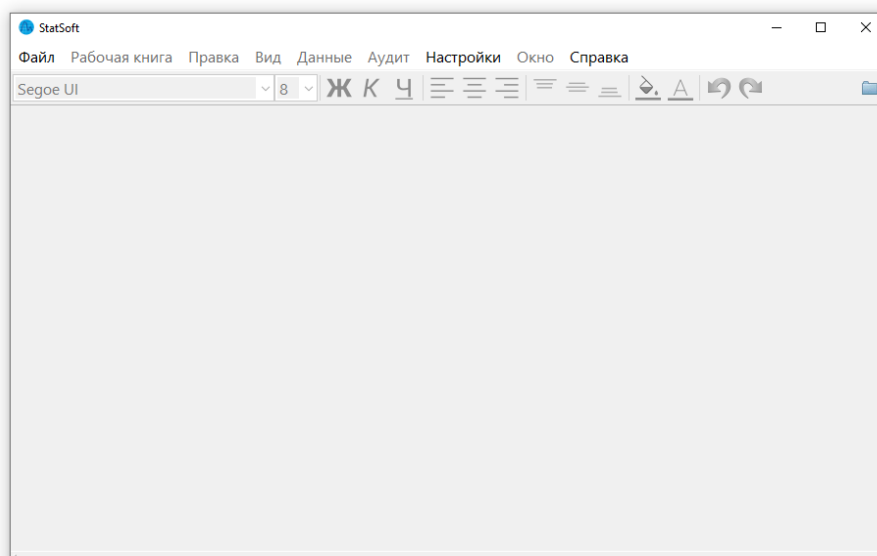 StatSoft
Файл Рабочая книга Правка Вид Данные Аудит Настройки Окно Справка
Segoe UI 8 Ж К Ч А